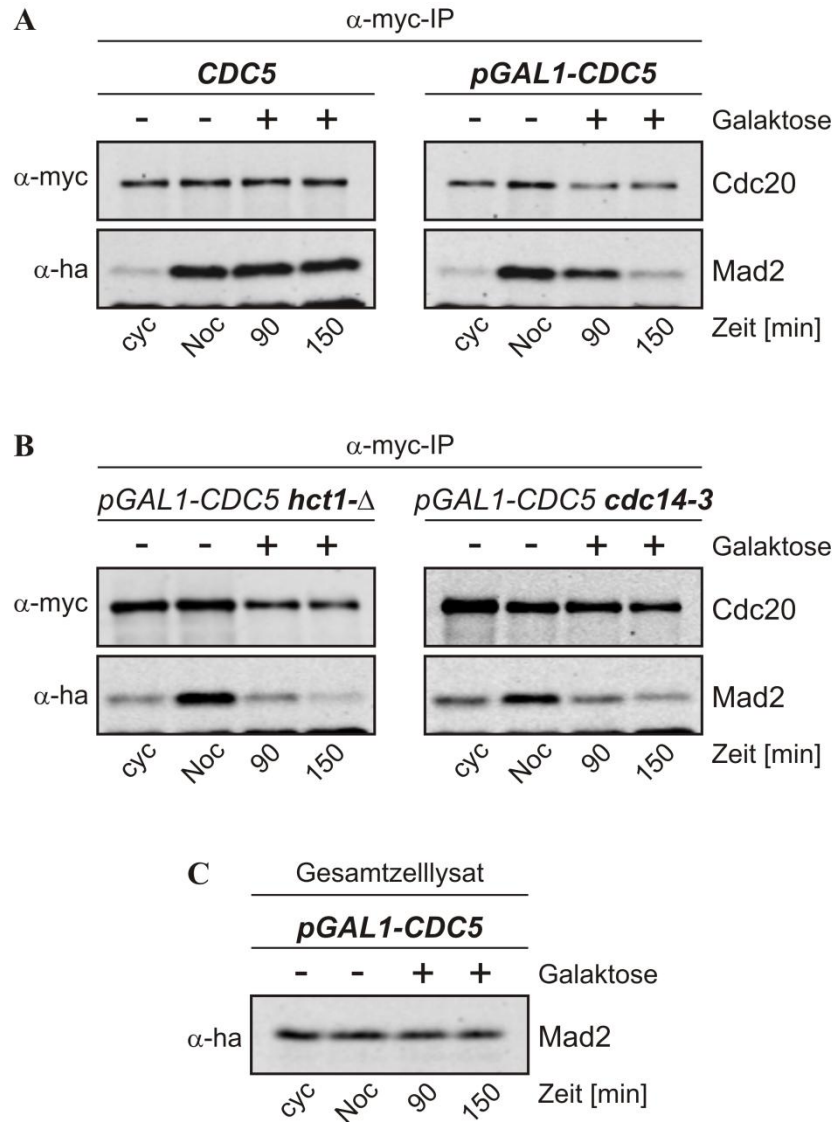 A
α-myc-IP
CDC5 pGAL1-CDC5
- - + + - - + + Galaktose
α-myc Cdc20
α-ha Mad2
cyc Noc 90 150 cyc Noc 90 150 Zeit [min]
B
α-myc-IP
pGAL1-CDC5 hct1-Δ pGAL1-CDC5 cdc14-3
- - + + - - + + Galaktose
α-myc Cdc20
α-ha Mad2
cyc Noc 90 150 cyc Noc 90 150 Zeit [min]
C
Gesamtzelllysat
pGAL1-CDC5
- - + + Galaktose
α-ha Mad2
cyc Noc 90 150 Zeit [min]